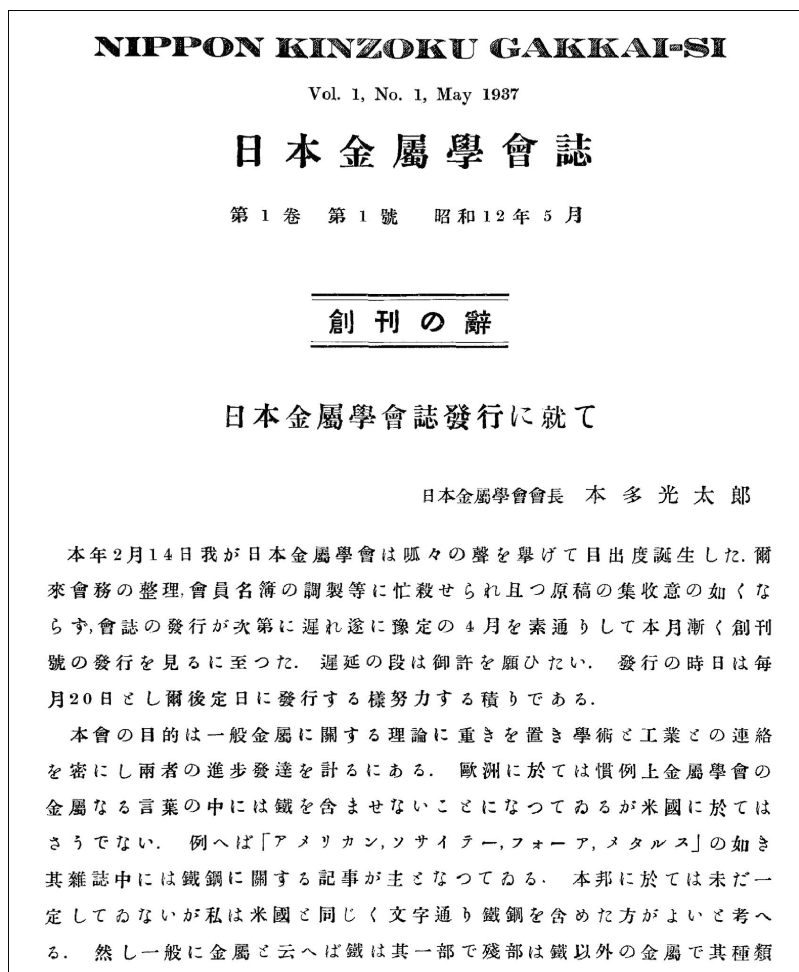 NIPPON KINZOKU GAKKAI-SI
Vol. 1, No. 1, May 1937
日本金屬學會誌
第1卷 第1號 昭和12年5月
創刊の辭
日本金屬學會誌發行に就て
日本金屬學會會長 本多光太郎
本年2月14日我が日本金屬學會は呱々の聲を擧げて目出度誕生した. 爾
來會務の整理,會員名簿の調製等に忙殺せられ且つ原稿の集收意の如くな
らず,會誌の發行が次第に遲れ遂に豫定の4月を素通りして本月漸く創刊
號の發行を見るに至つた. 遲延の段は御許を願ひたい. 發行の時日は每
月20日とし爾後定日に發行する樣努力する積りである.
本會の目的は一般金屬に關する理論に重きを置き學術と工業との連絡
を密にし兩者の進步發達を計るにある. 歐洲に於ては慣例上金屬學會の
金屬なる言葉の中には鐵を含ませないことになつてゐるが米國に於ては
さうでない. 例へば「アメリカン,ソサイテー,フォーア,メタルス」の如き
其雜誌中には鐵鋼に關する記事が主となつてゐる. 本邦に於ては未だ一
定してゐないが私は米國と同じく文字通り鐵鋼を含めた方がよいと考へ
る. 然し一般に金屬と云へば鐵は其一部で殘部は鐵以外の金屬で其種類